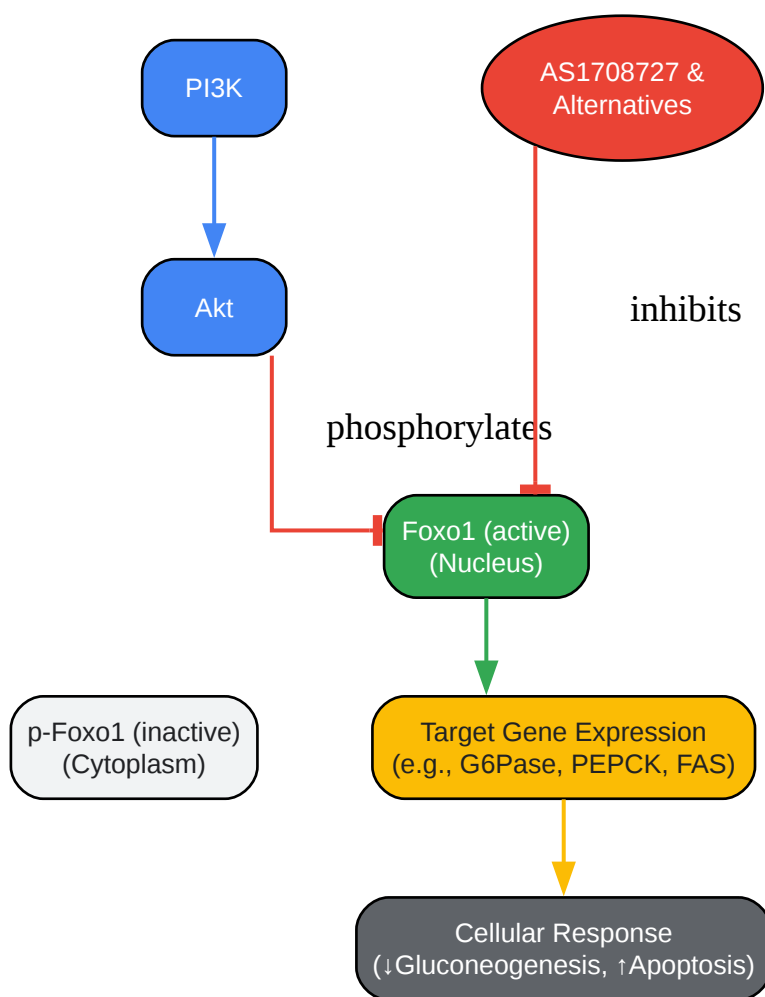 PI3K
AS1708727 &
Alternatives
Akt
inhibits
phosphorylates
Foxo1 (active)
(Nucleus)
p-Foxo1 (inactive)
(Cytoplasm)
Target Gene Expression
(e.g., G6Pase, PEPCK, FAS)
Cellular Response
(↓Gluconeogenesis, ↑Apoptosis)